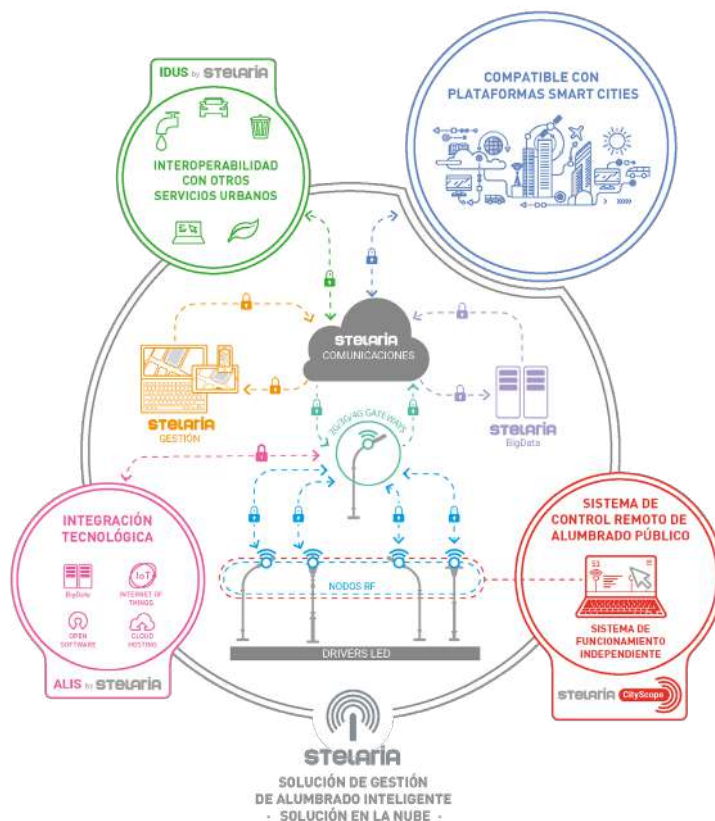 IDUS by STELARIA
INTEROPERABILIDAD
CON OTROS
SERVICIOS URBANOS
COMPATIBLE CON
PLATAFORMAS SMART CITIES
STELARIA
COMUNICACIONES
STELARIA
GESTIÓN
STELARIA
BigData
2G/3G/4G GATEWAYS
INTEGRACIÓN
TECNOLÓGICA
BigData
IoT
INTERNET OF
THINGS
OPEN
SOFTWARE
CLOUD
HOSTING
ALIS by STELARIA
NODOS RF
DRIVERS LED
SISTEMA DE
CONTROL REMOTO DE
ALUMBRADO PÚBLICO
SISTEMA DE
FUNCIONAMIENTO
INDEPENDIENTE
STELARIA CityScope
STELARIA
SOLUCIÓN DE GESTIÓN
DE ALUMBRADO INTELIGENTE
· SOLUCIÓN EN LA NUBE ·